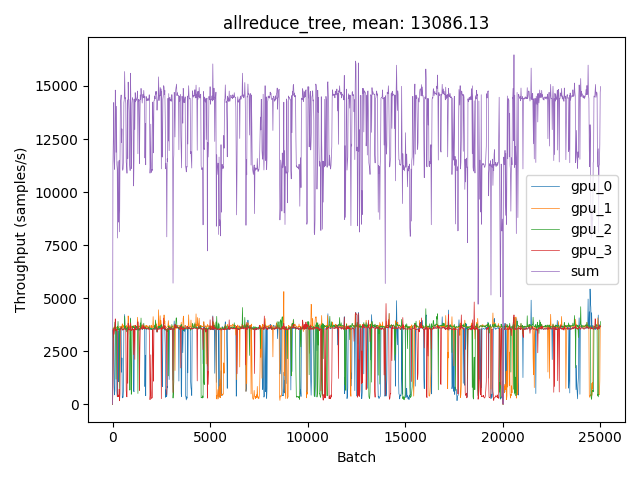 allreduce_tree, mean: 13086.13
Throughput (samples/s)
15000
12500
10000
7500
5000
2500
0
gpu_0
gpu_1
gpu_2
gpu_3
sum
0
5000
10000
15000
20000
25000
Batch